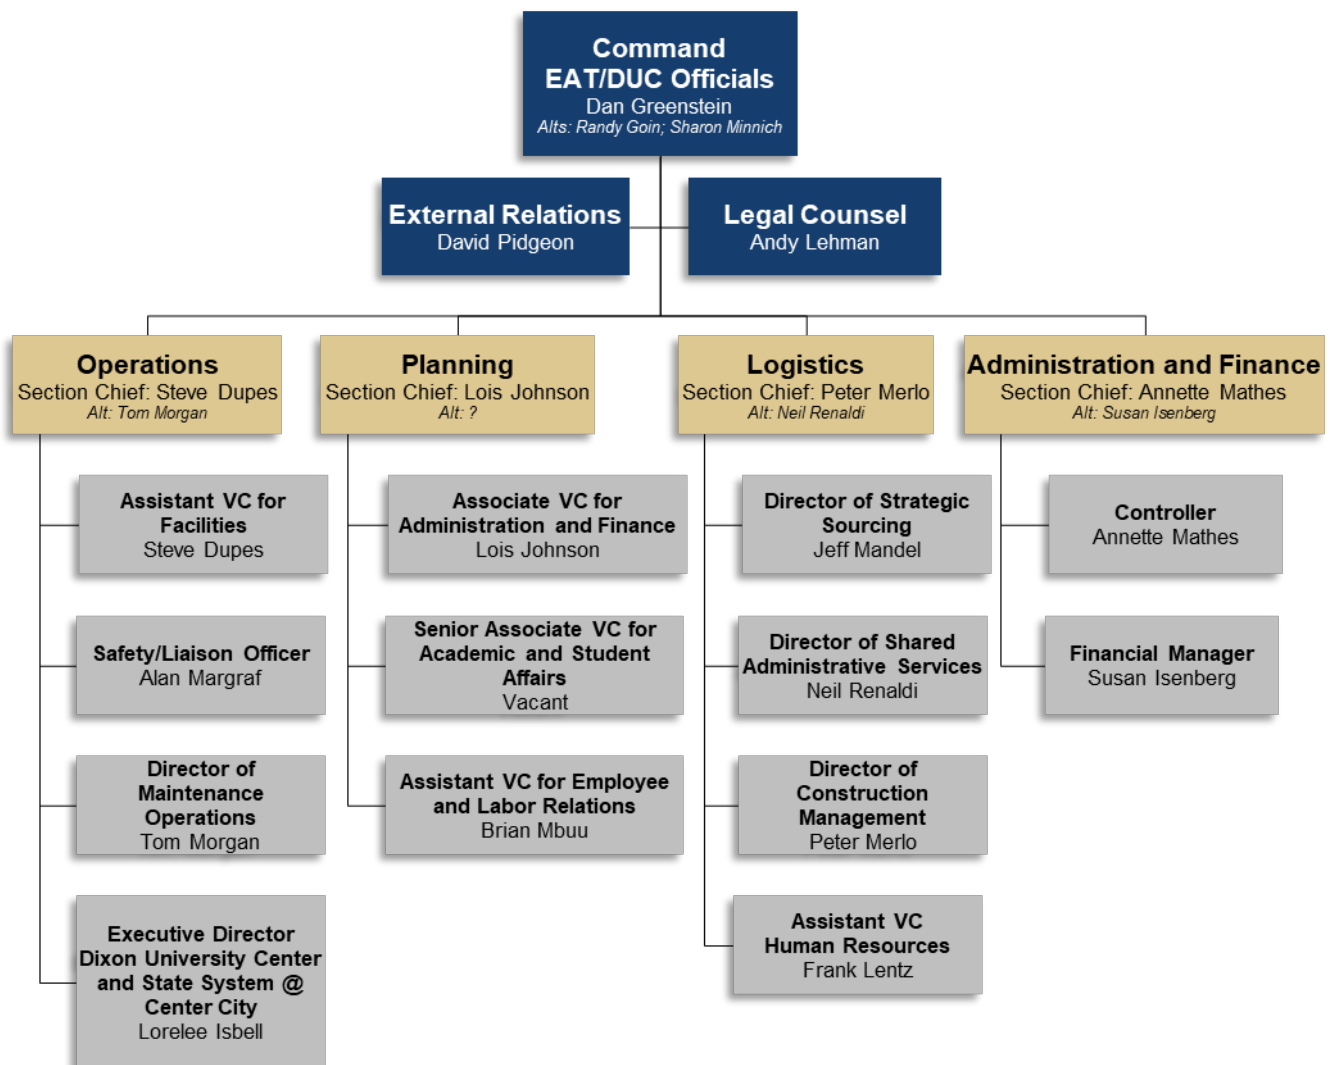 Command
EAT/DUC Officials
Dan Greenstein
Alts: Randy Goin; Sharon Minnich
External Relations
David Pidgeon
Legal Counsel
Andy Lehman
Operations
Section Chief: Steve Dupes
Alt: Tom Morgan
Planning
Section Chief: Lois Johnson
Alt: ?
Logistics
Section Chief: Peter Merlo
Alt: Neil Renaldi
Administration and Finance
Section Chief: Annette Mathes
Alt: Susan Isenberg
Assistant VC for
Facilities
Steve Dupes
Safety/Liaison Officer
Alan Margraf
Director of
Maintenance
Operations
Tom Morgan
Executive Director
Dixon University Center
and State System @
Center City
Lorelee Isbell
Associate VC for
Administration and Finance
Lois Johnson
Senior Associate VC for
Academic and Student
Affairs
Vacant
Assistant VC for Employee
and Labor Relations
Brian Mbuu
Director of Strategic
Sourcing
Jeff Mandel
Director of Shared
Administrative Services
Neil Renaldi
Director of
Construction
Management
Peter Merlo
Assistant VC
Human Resources
Frank Lentz
Controller
Annette Mathes
Financial Manager
Susan Isenberg